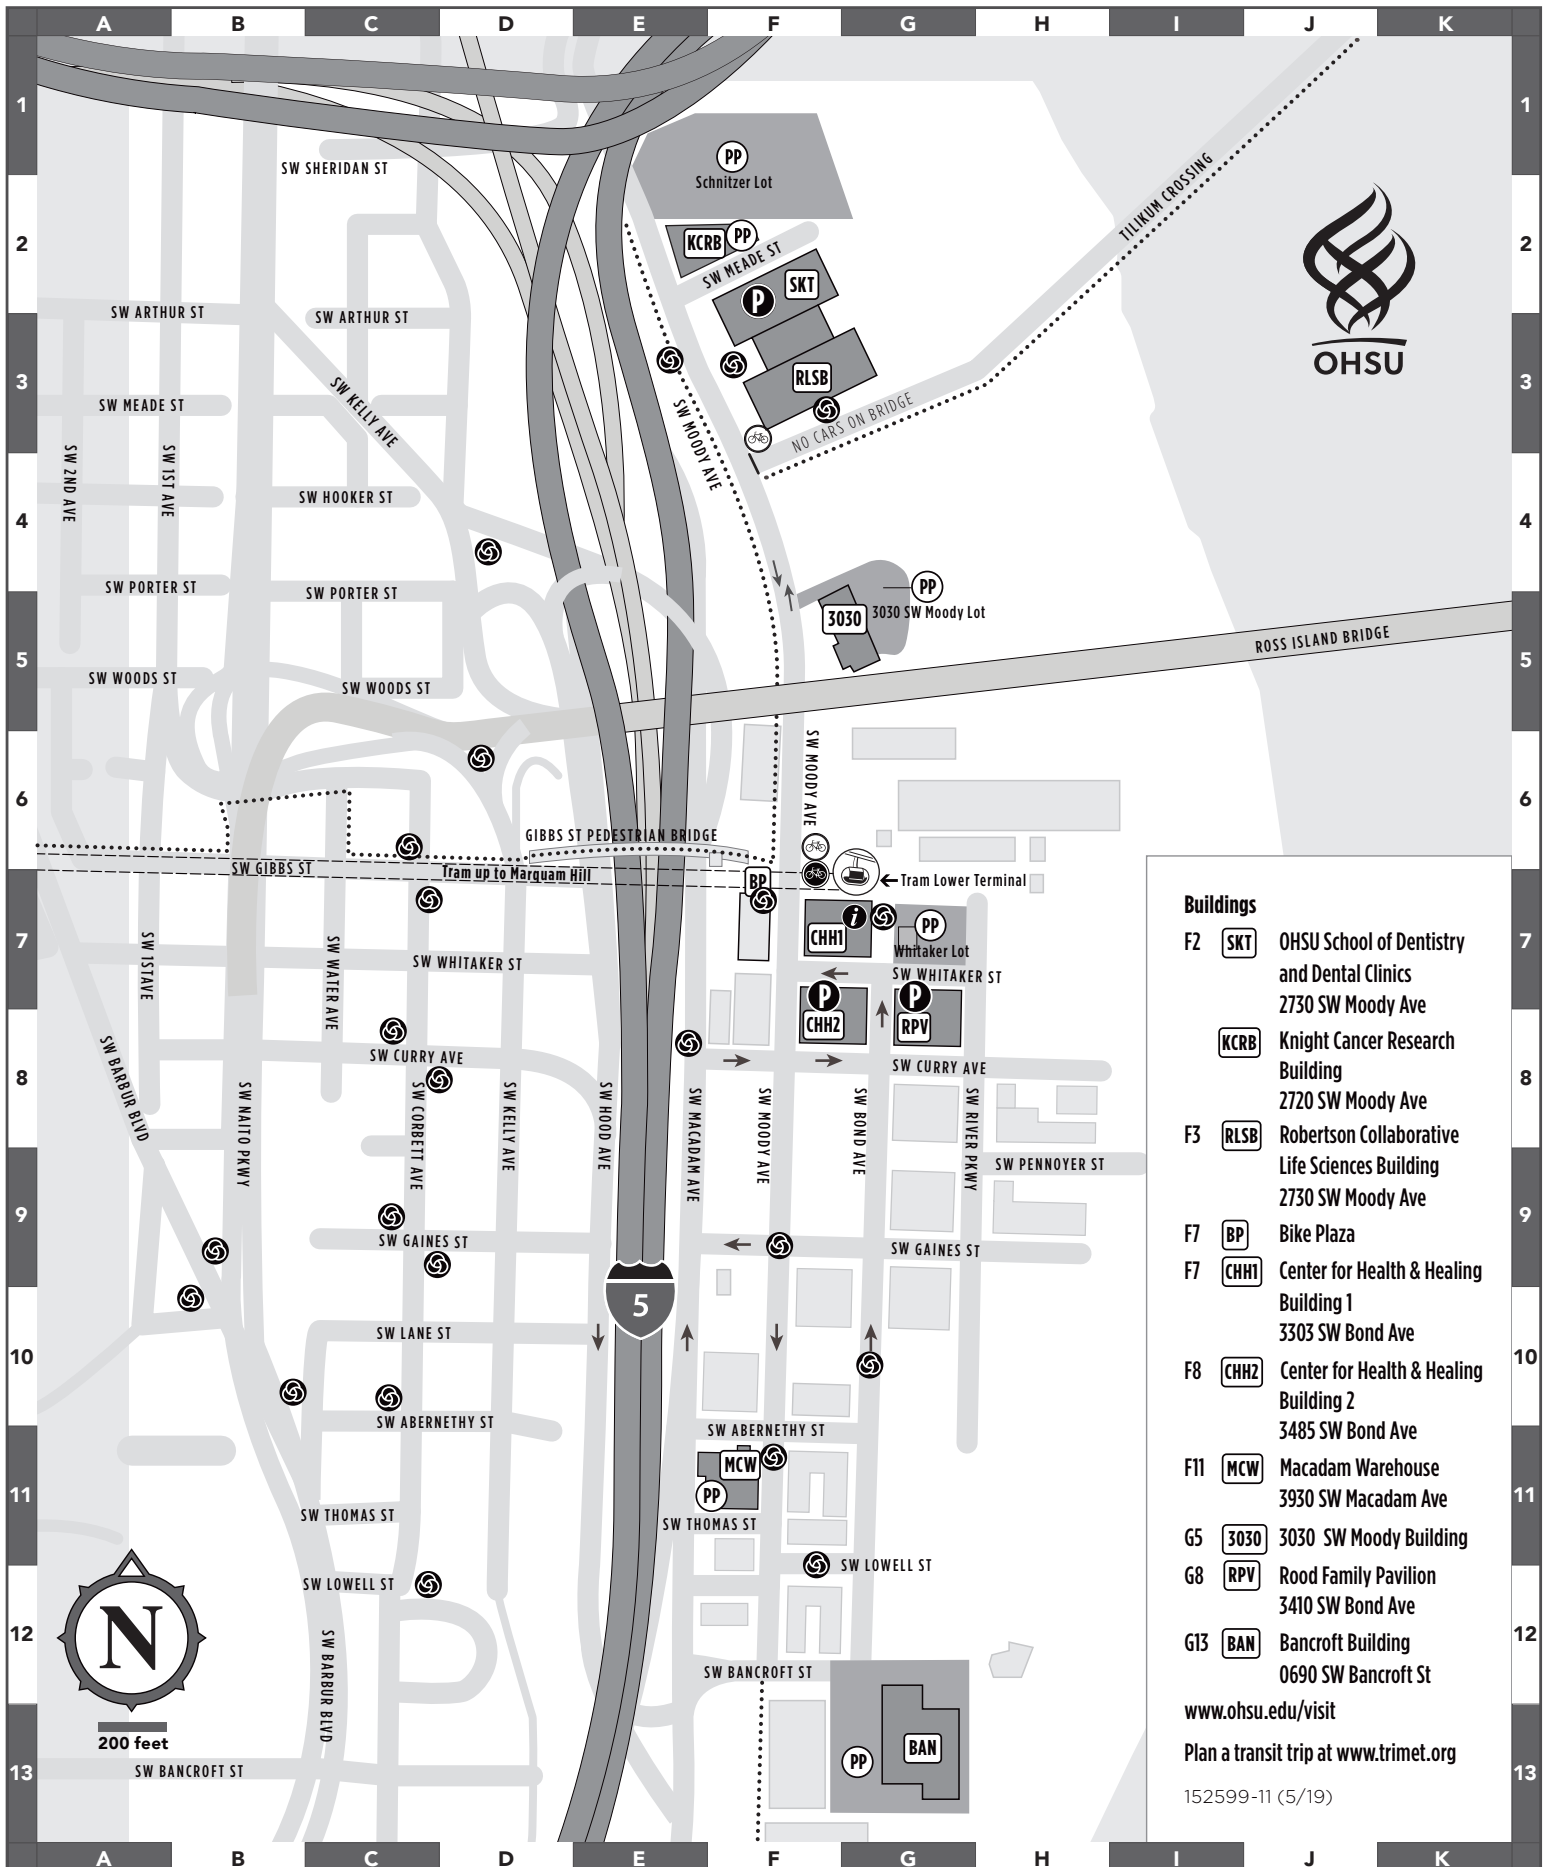 A B C D E F G H I J K
1 1
PP
Schnitzer Lot
SW SHERIDAN ST
TILIKUM CROSSING
2 2
KCRB PP
SW MEADE ST
SKT
P
OHSU
SW ARTHUR ST SW ARTHUR ST
3 3
RLSB
SW MEADE ST
SW KELLY AVE
NO CARS ON BRIDGE
SW MOODY AVE
SW 2ND AVE
SW 1ST AVE
SW HOOKER ST
4 4
SW PORTER ST SW PORTER ST
PP
3030 3030 SW Moody Lot
ROSS ISLAND BRIDGE
5 5
SW WOODS ST SW WOODS ST
SW MOODY AVE
6 6
GIBBS ST PEDESTRIAN BRIDGE
SW GIBBS ST
Tram up to Marquam Hill
BP
Tram Lower Terminal
i
CHH1
PP
Whitaker Lot
7 7
SW 1STAVE
SW WATER AVE
SW WHITAKER ST SW WHITAKER ST
P P
CHH2 RPV
SW BARBUR BLVD
SW CURRY AVE SW CURRY AVE
8 8
SW NAITO PKWY
SW CORBETT AVE
SW KELLY AVE
SW HOOD AVE
SW MACADAM AVE
SW MOODY AVE
SW BOND AVE
SW RIVER PKWY
SW PENNOYER ST
9 9
SW GAINES ST SW GAINES ST
5
SW LANE ST
10 10
SW ABERNETHY ST SW ABERNETHY ST
MCW
PP
11 11
SW THOMAS ST SW THOMAS ST
SW LOWELL ST SW LOWELL ST
N
200 feet
12 12
SW BARBUR BLVD
SW BANCROFT ST
BAN
PP
13 13
SW BANCROFT ST
Buildings
F2 SKT OHSU School of Dentistry
and Dental Clinics
2730 SW Moody Ave
KCRB Knight Cancer Research
Building
2720 SW Moody Ave
F3 RLSB Robertson Collaborative
Life Sciences Building
2730 SW Moody Ave
F7 BP Bike Plaza
F7 CHH1 Center for Health & Healing
Building 1
3303 SW Bond Ave
F8 CHH2 Center for Health & Healing
Building 2
3485 SW Bond Ave
F11 MCW Macadam Warehouse
3930 SW Macadam Ave
G5 3030 3030 SW Moody Building
G8 RPV Rood Family Pavilion
3410 SW Bond Ave
G13 BAN Bancroft Building
0690 SW Bancroft St
www.ohsu.edu/visit
Plan a transit trip at www.trimet.org
152599-11 (5/19)
A B C D E F G H I J K